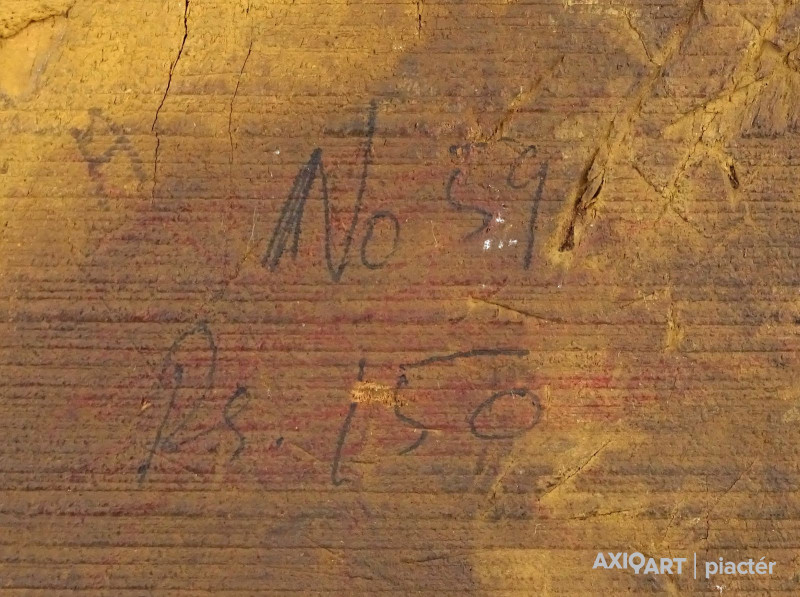 No 59
Rs. 150
AXIOART | piactér